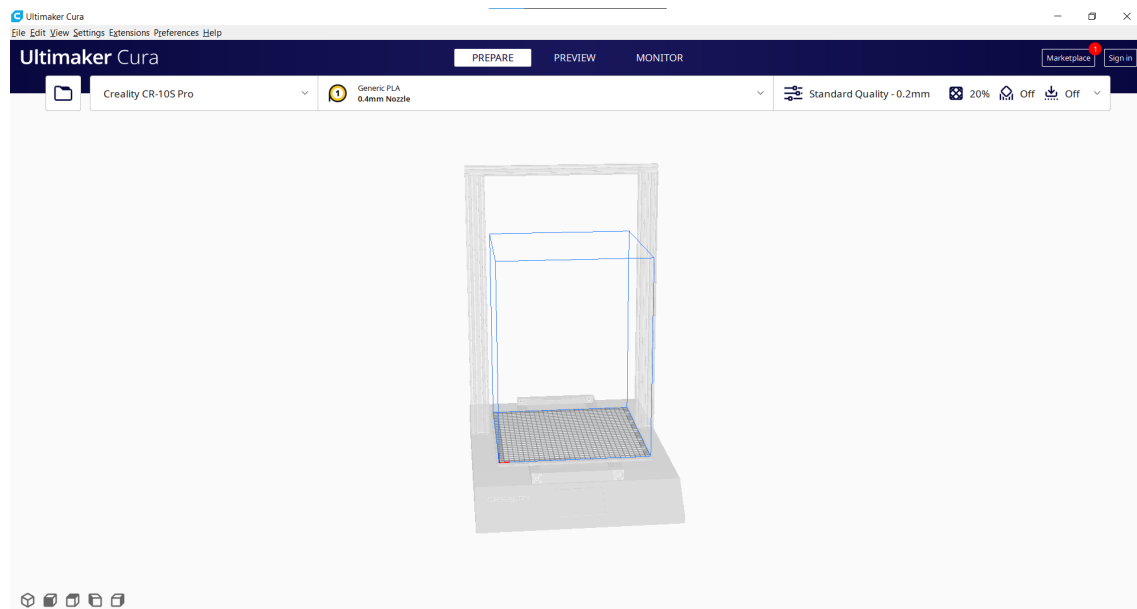 Ultimaker Cura
File Edit View Settings Extensions Preferences Help
Ultimaker Cura
PREPARE PREVIEW MONITOR
Marketplace 1 Sign in
Creality CR-10S Pro
1 Generic PLA
0.4mm Nozzle
Standard Quality - 0.2mm 20% Off Off